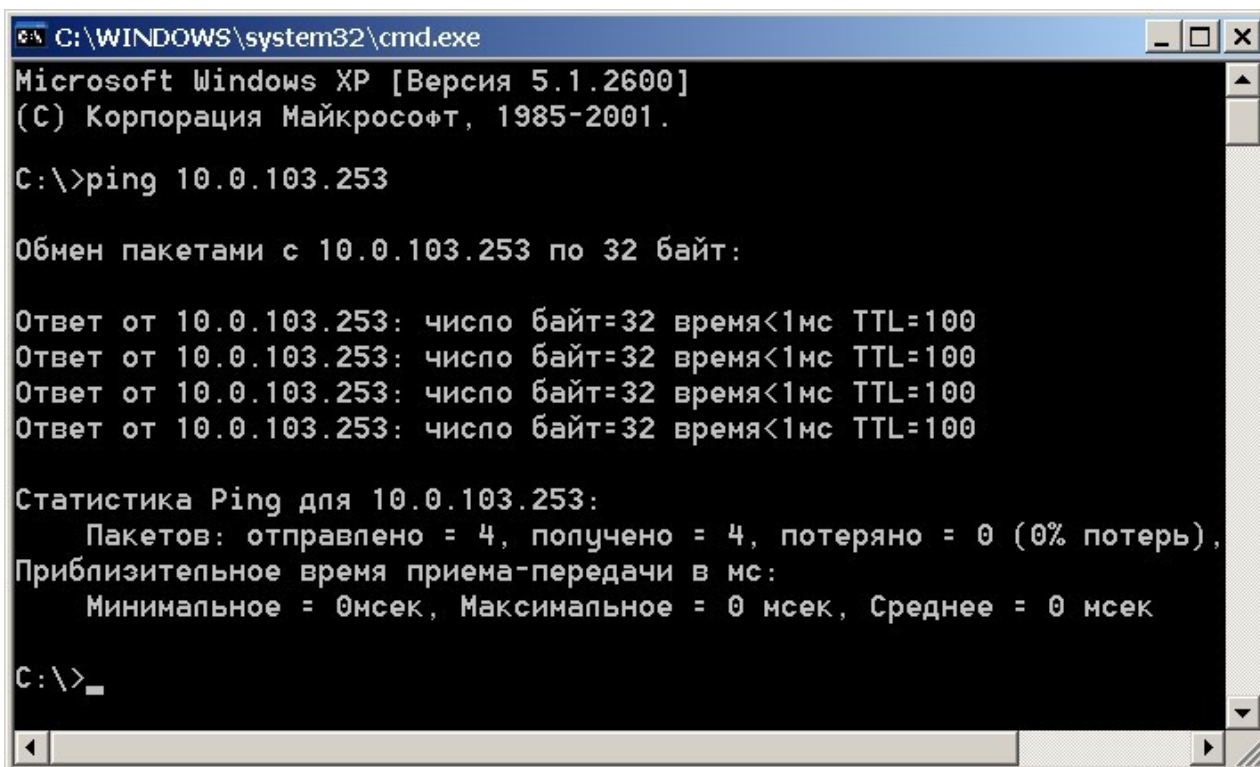 C:\WINDOWS\system32\cmd.exe
Microsoft Windows XP [Версия 5.1.2600]
(C) Корпорация Майкрософт, 1985-2001.
C:\>ping 10.0.103.253
Обмен пакетами с 10.0.103.253 по 32 байт:
Ответ от 10.0.103.253: число байт=32 время<1мс TTL=100
Ответ от 10.0.103.253: число байт=32 время<1мс TTL=100
Ответ от 10.0.103.253: число байт=32 время<1мс TTL=100
Ответ от 10.0.103.253: число байт=32 время<1мс TTL=100
Статистика Ping для 10.0.103.253:
Пакетов: отправлено = 4, получено = 4, потеряно = 0 (0% потерь),
Приблизительное время приема-передачи в мс:
Минимальное = 0мсек, Максимальное = 0 мсек, Среднее = 0 мсек
C:\>_